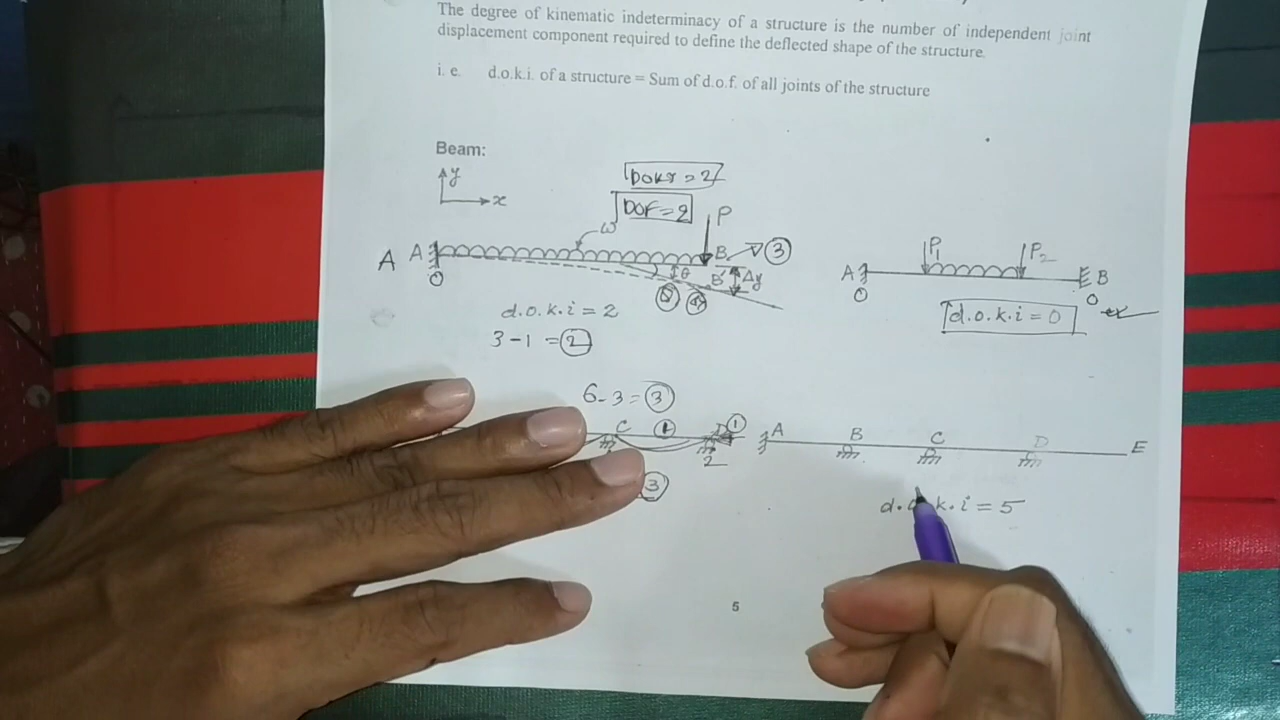 The degree of kinematic indeterminacy of a structure is the number of independent joint
displacement component required to define the deflected shape of the structure.
i. e. d.o.k.i. of a structure = Sum of d.o.f. of all joints of the structure
Beam:
y
x
DOKI = 2
DOF = 2
P
ω
A A
B
3
θ
B' Δy
0
d.o.k.i = 2
3 - 1 = 2
P1 P2
A B
0 0
d.o.k.i = 0
6 - 3 = 3
C 1 D 1
2
3
A B C D E
d.o.k.i = 5
5